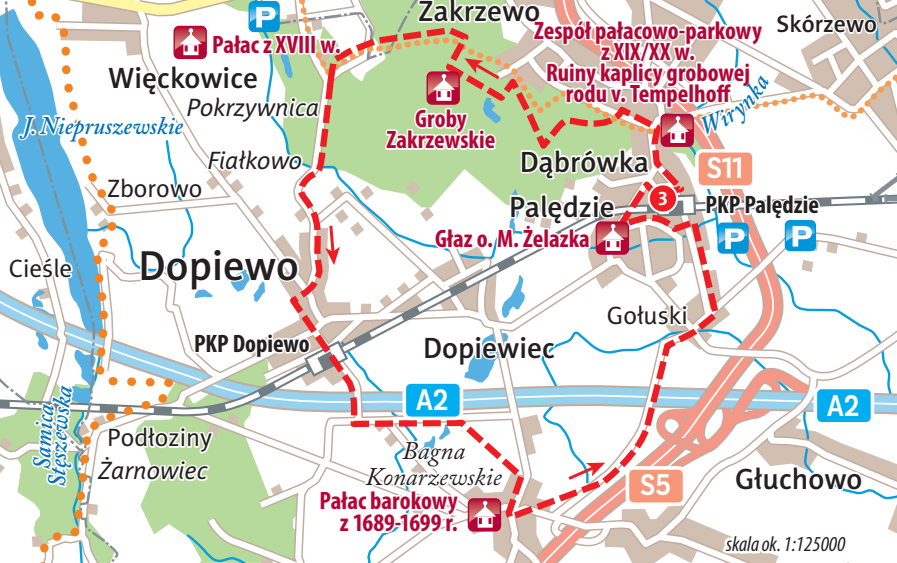 Zakrzewo
P
Pałac z XVIII w.
Więckowice
Pokrzywnica
Zespół pałacowo-parkowy
z XIX/XX w.
Ruiny kaplicy grobowej
rodu v. Tempelhoff
Skórzewo
Wirynka
Groby
Zakrzewskie
J. Niepruszewskie
Fiałkowo
Dąbrówka
S11
Zborowo
Palędzie
3
PKP Palędzie
Głaz o. M. Żelazka
P
P
Cieśle
Dopiewo
Gołuski
PKP Dopiewo
Dopiewiec
A2
A2
Samica
Stęszewska
Podłoziny
Żarnowiec
Bagna
Konarzewskie
Pałac barokowy
z 1689-1699 r.
S5
Głuchowo
skala ok. 1:125000